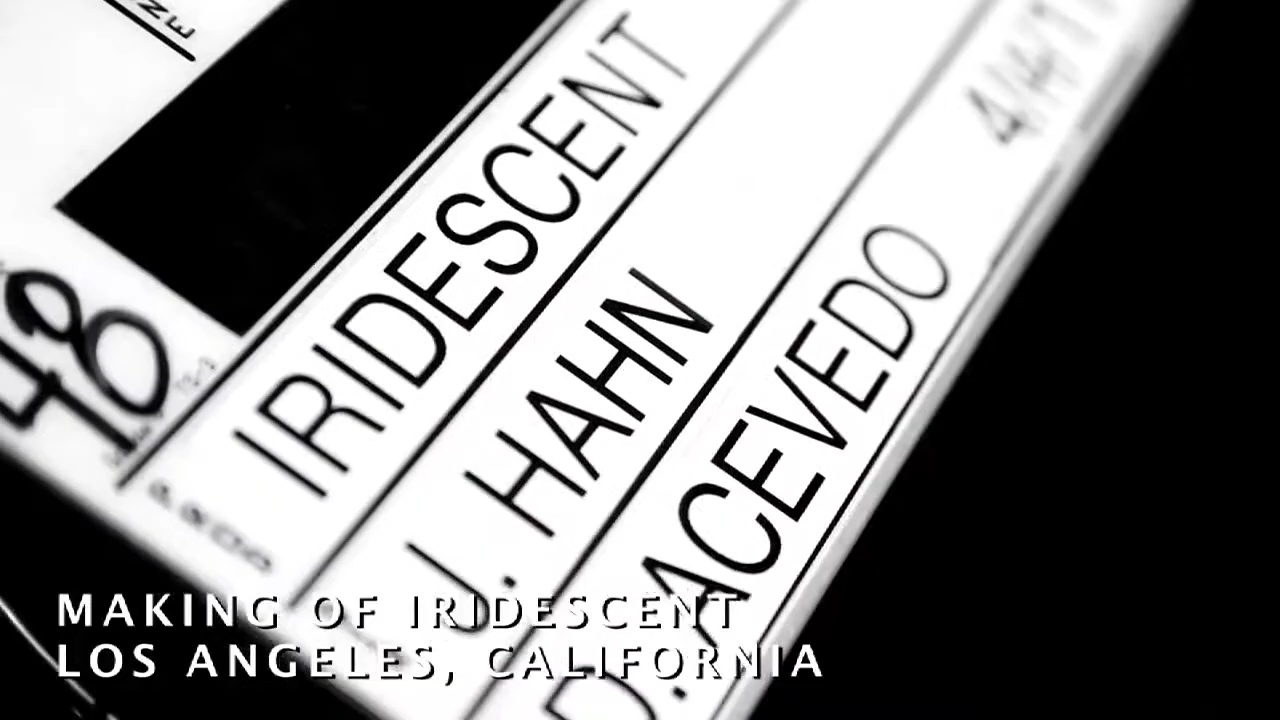 48
IRIDESCENT
J. HAHN
D. ACEVEDO
MAKING OF IRIDESCENT
LOS ANGELES, CALIFORNIA